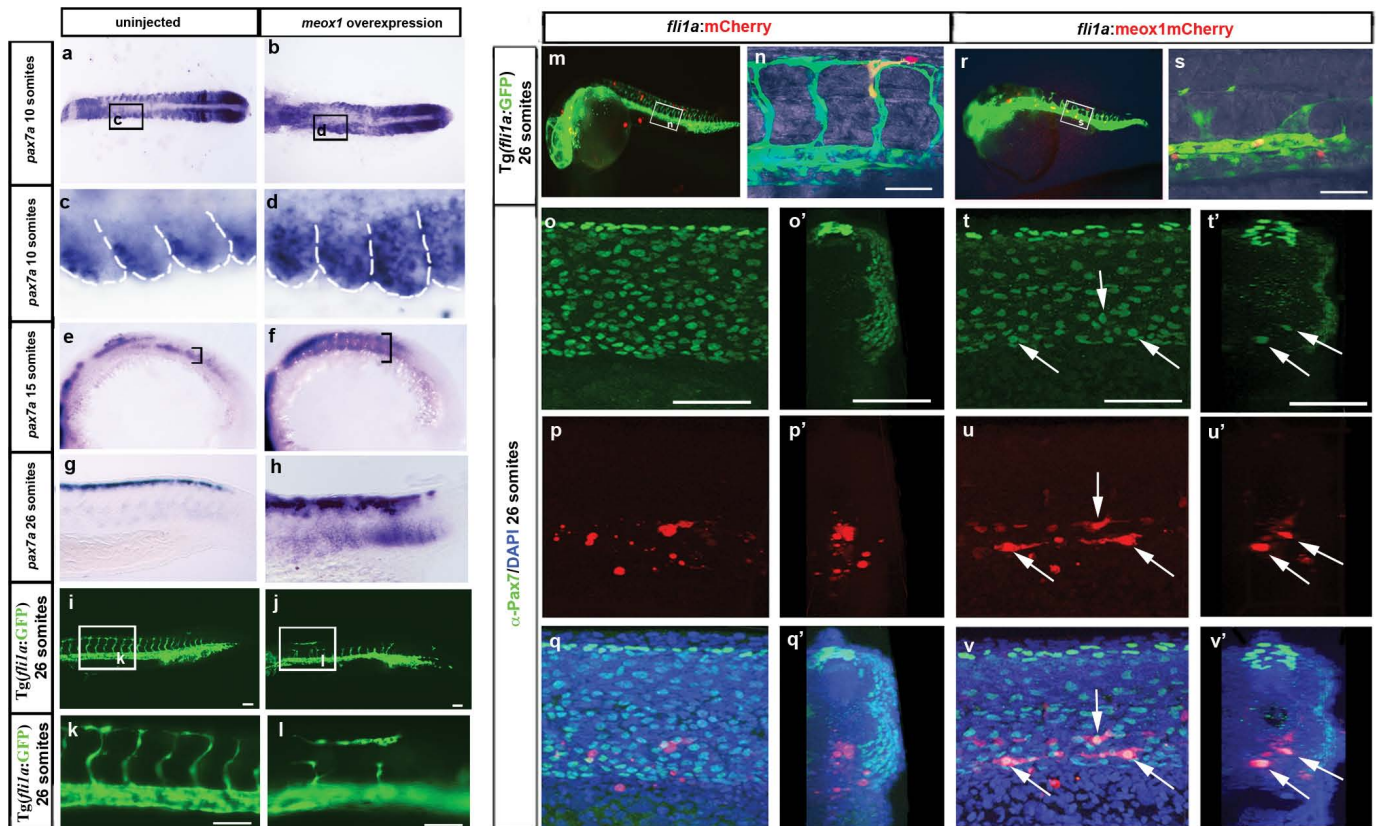 uninjected
meox1 overexpression
fli1a:mCherry
fli1a:meox1mCherry
pax7a 10 somites
a
c
b
d
Tg(fli1a:GFP)
26 somites
m
n
n
r
s
s
pax7a 10 somites
c
d
pax7a 15 somites
e
f
pax7a 26 somites
g
h
Tg(fli1a:GFP)
26 somites
i
k
j
l
Tg(fli1a:GFP)
26 somites
k
l
α-Pax7/DAPI 26 somites
o
o’
t
t’
p
p’
u
u’
q
q’
v
v’